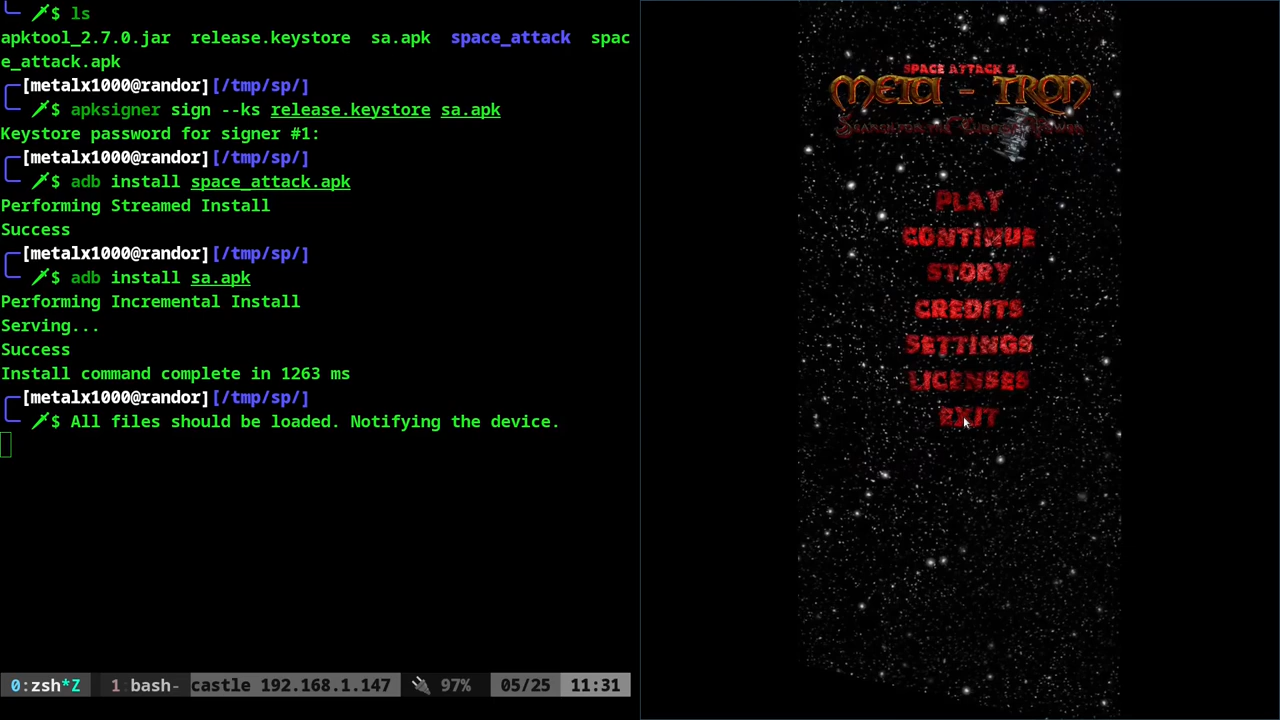 $ ls
apktool_2.7.0.jar release.keystore sa.apk space_attack spac
e_attack.apk
[metalx1000@randor][/tmp/sp/]
$ apksigner sign --ks release.keystore sa.apk
Keystore password for signer #1:
[metalx1000@randor][/tmp/sp/]
$ adb install space_attack.apk
Performing Streamed Install
Success
[metalx1000@randor][/tmp/sp/]
$ adb install sa.apk
Performing Incremental Install
Serving...
Success
Install command complete in 1263 ms
[metalx1000@randor][/tmp/sp/]
$ All files should be loaded. Notifying the device.
0:zsh*Z 1:bash- castle 192.168.1.147 97% 05/25 11:31
SPACE ATTACK 2
META - TRON
PLAY
CONTINUE
STORY
CREDITS
SETTINGS
LICENSES
EXIT